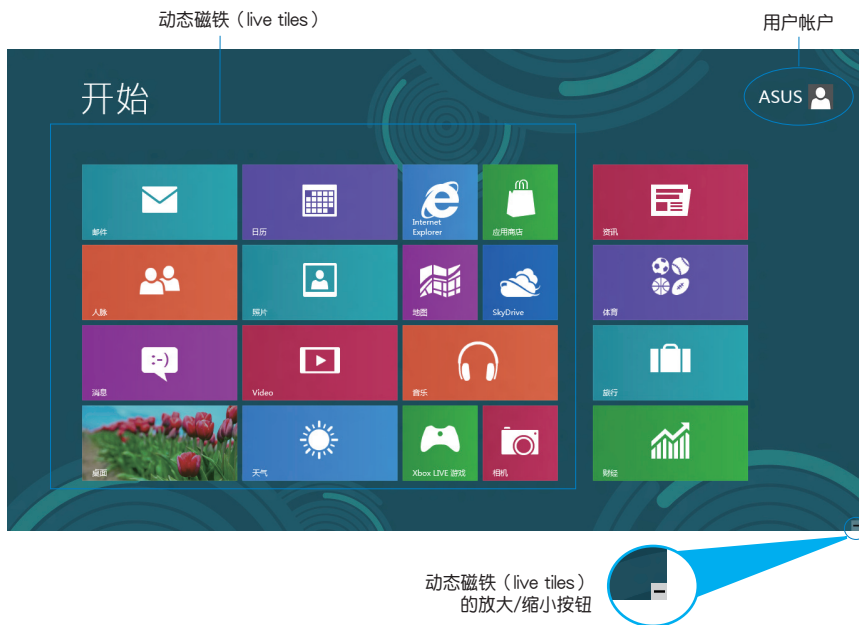 动态磁铁（live tiles）
用户帐户
开始
ASUS
邮件
日历
Internet
Explorer
应用商店
资讯
人脉
照片
地图
SkyDrive
体育
:-)
消息
Video
音乐
旅行
桌面
天气
Xbox LIVE 游戏
相机
财经
动态磁铁（live tiles）
的放大/缩小按钮